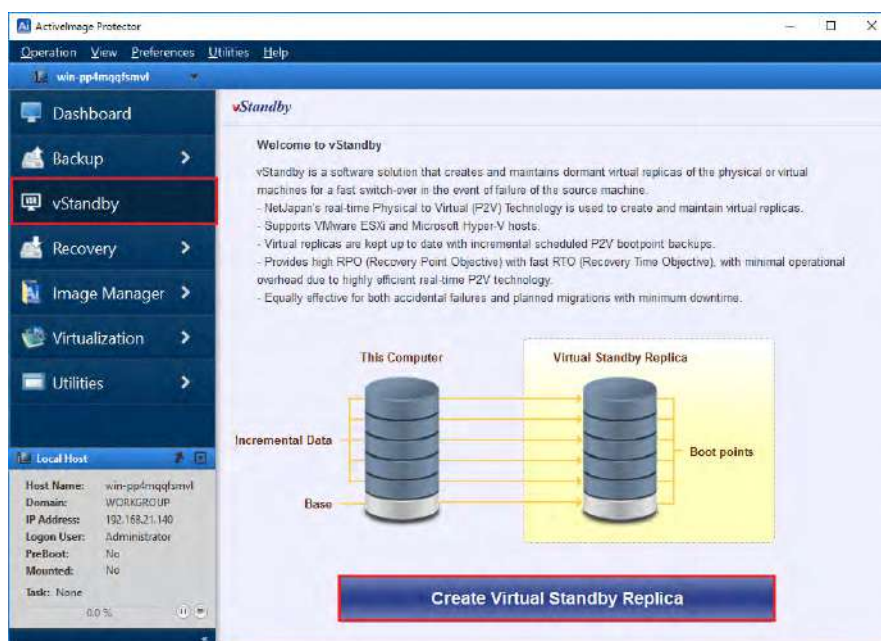 Ai ActiveImage Protector
Operation View Preferences Utilities Help
win-pp4mqqfsmvl
Dashboard
Backup
vStandby
Recovery
Image Manager
Virtualization
Utilities
Local Host
Host Name: win-pp4mqqfsmvl
Domain: WORKGROUP
IP Address: 192.168.21.140
Logon User: Administrator
PreBoot: No
Mounted: No
Task: None
0.0 %
vStandby
Welcome to vStandby
vStandby is a software solution that creates and maintains dormant virtual replicas of the physical or virtual
machines for a fast switch-over in the event of failure of the source machine.
- NetJapan's real-time Physical to Virtual (P2V) Technology is used to create and maintain virtual replicas.
- Supports VMware ESXi and Microsoft Hyper-V hosts.
- Virtual replicas are kept up to date with incremental scheduled P2V bootpoint backups.
- Provides high RPO (Recovery Point Objective) with fast RTO (Recovery Time Objective), with minimal operational
overhead due to highly efficient real-time P2V technology.
- Equally effective for both accidental failures and planned migrations with minimum downtime.
This Computer
Virtual Standby Replica
Incremental Data
Boot points
Base
Create Virtual Standby Replica